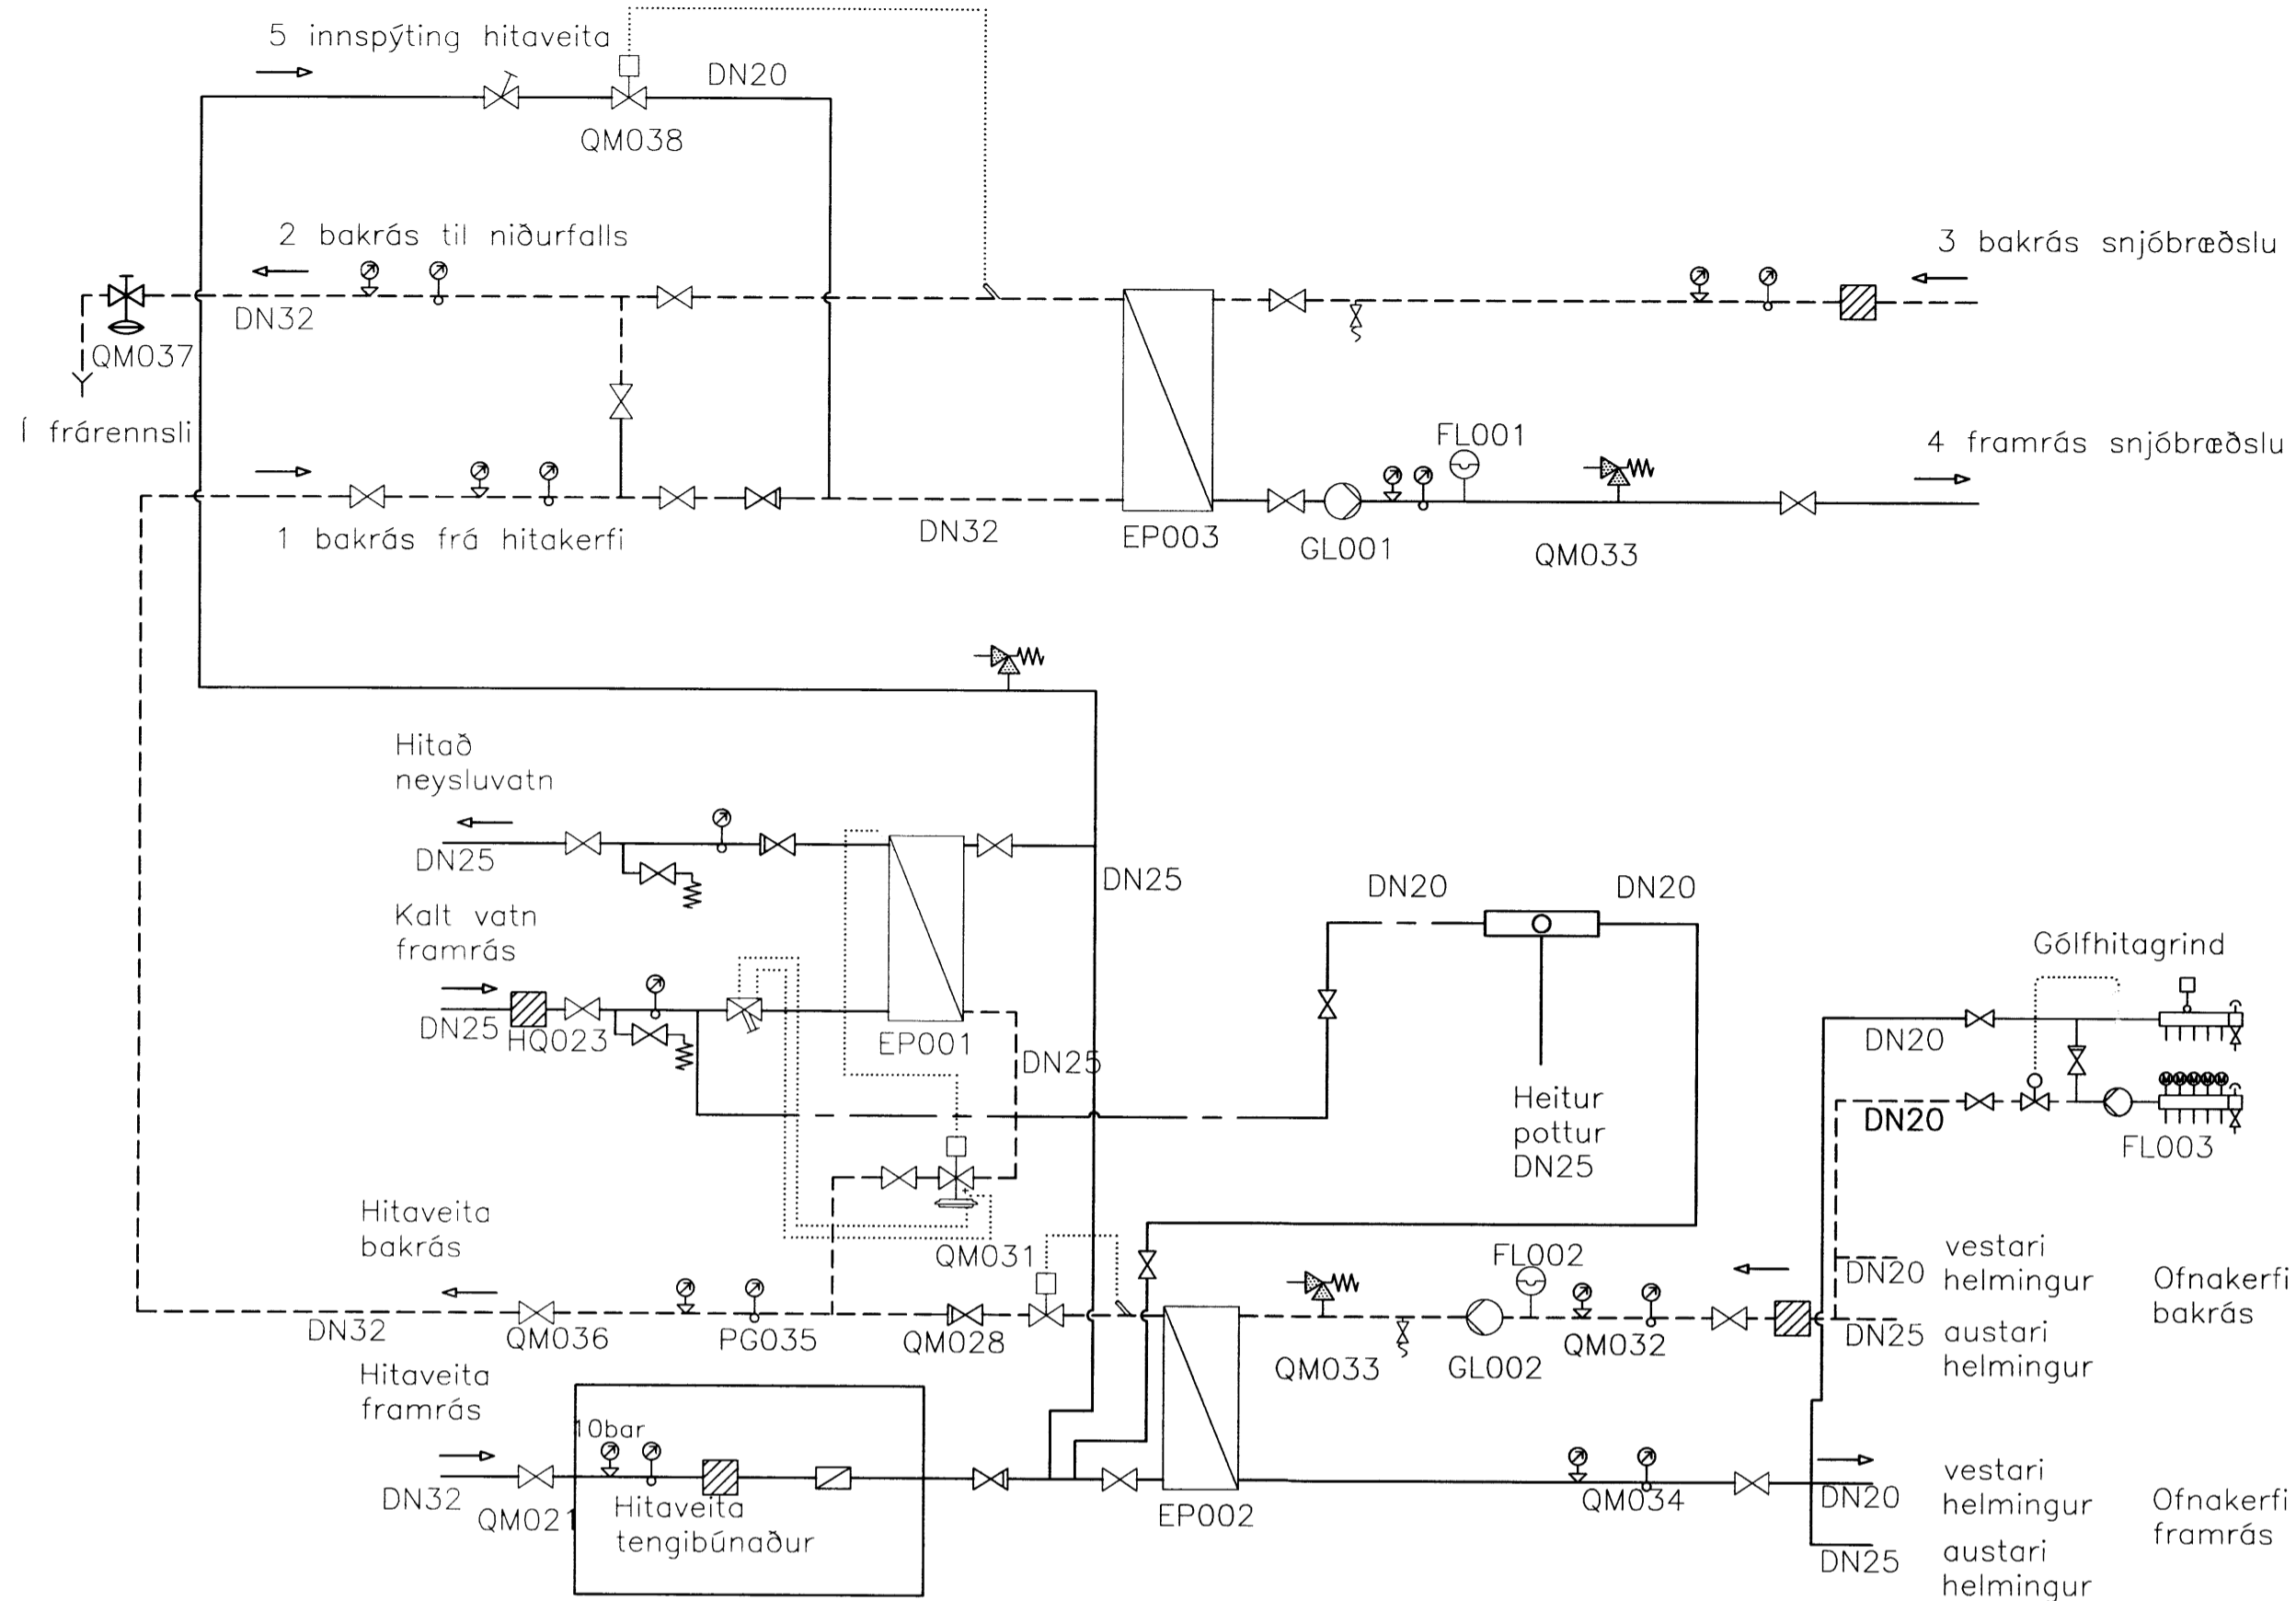 5 innspýting hitaveita
DN20
QM038
2 bakrás til niðurfalls
3 bakrás snjóbræðslu
DN32
QM037
Í frárennsli
FL001
4 framrás snjóbræðslu
1 bakrás frá hitakerfi
DN32
EP003
GL001
QM033
Hitað
neysluvatn
DN25
DN25
DN20
DN20
Kalt vatn
framrás
Gólfhitagrind
DN25
HQ023
EP001
DN25
DN20
Heitur
pottur
DN25
DN20
FL003
Hitaveita
bakrás
QM031
FL002
DN20
vestari
helmingur
Ofnakerfi
bakrás
DN32
QM036
PG035
QM028
QM033
GL002
QM032
DN25
austari
helmingur
Hitaveita
framrás
10bar
DN32
QM021
Hitaveita
tengibúnaður
EP002
QM034
DN20
vestari
helmingur
Ofnakerfi
framrás
DN25
austari
helmingur
M M M M M